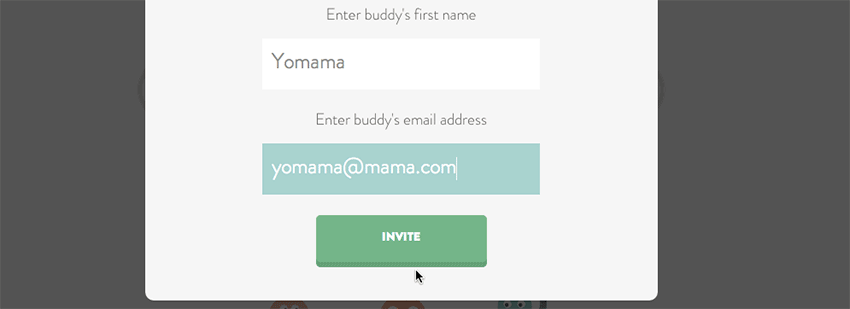 Enter buddy's first name
Yomama
Enter buddy's email address
yomama@mama.com
INVITE